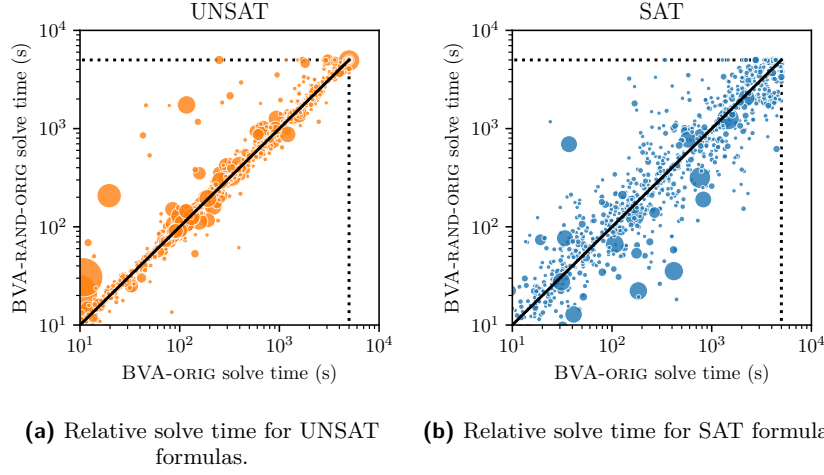 UNSAT
10^4
10^3
10^2
10^1
BVA-RAND-ORIG solve time (s)
10^1 10^2 10^3 10^4
BVA-ORIG solve time (s)
(a) Relative solve time for UNSAT
formulas.
SAT
10^4
10^3
10^2
10^1
BVA-RAND-ORIG solve time (s)
10^1 10^2 10^3 10^4
BVA-ORIG solve time (s)
(b) Relative solve time for SAT formula